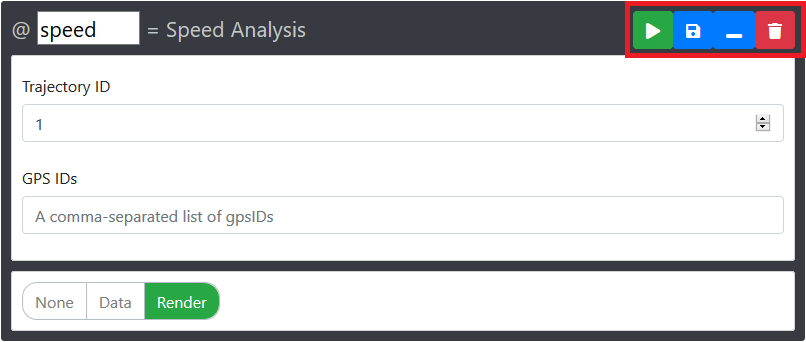 @ speed = Speed Analysis
Trajectory ID
1
GPS IDs
A comma-separated list of gpsIDs
None Data Render